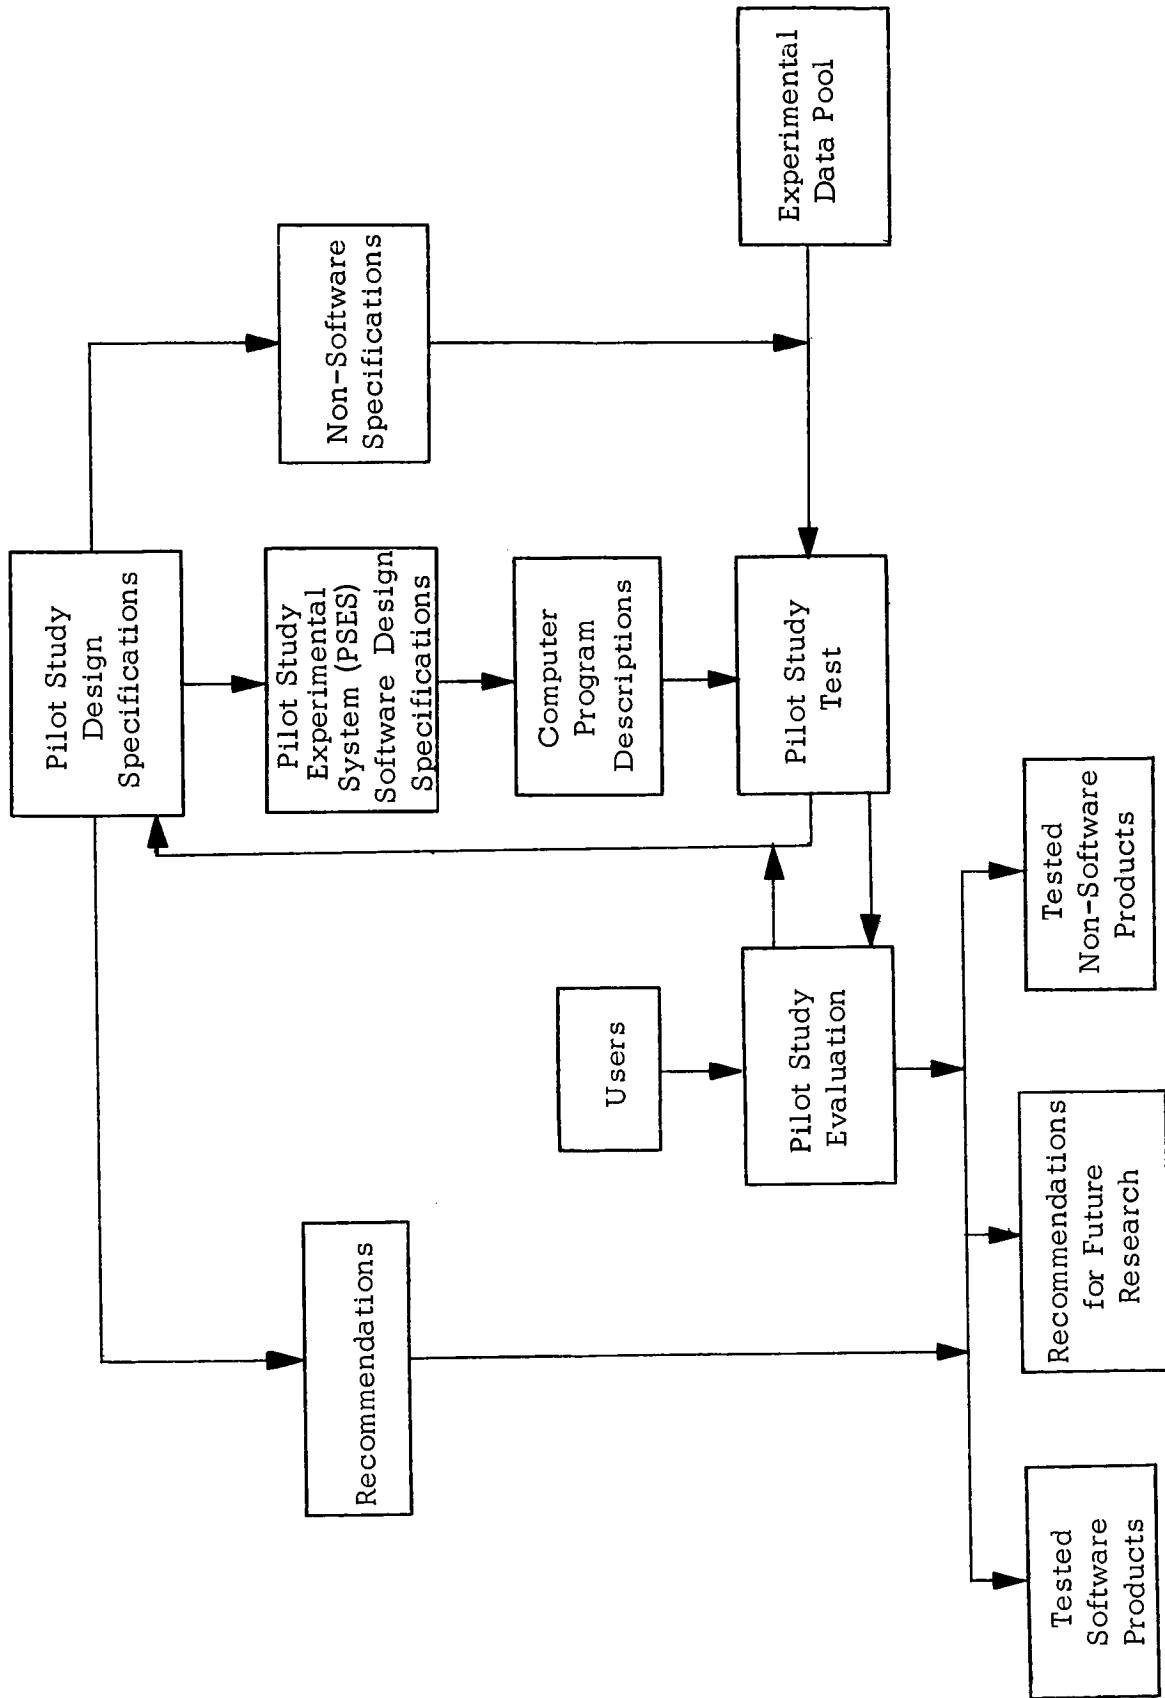 Pilot Study
Design
Specifications
Pilot Study
Experimental
System (PSES)
Software Design
Specifications
Non-Software
Specifications
Recommendations
Computer
Program
Descriptions
Users
Pilot Study
Evaluation
Pilot Study
Test
Experimental
Data Pool
Tested
Software
Products
Recommendations
for Future
Research
Tested
Non-Software
Products